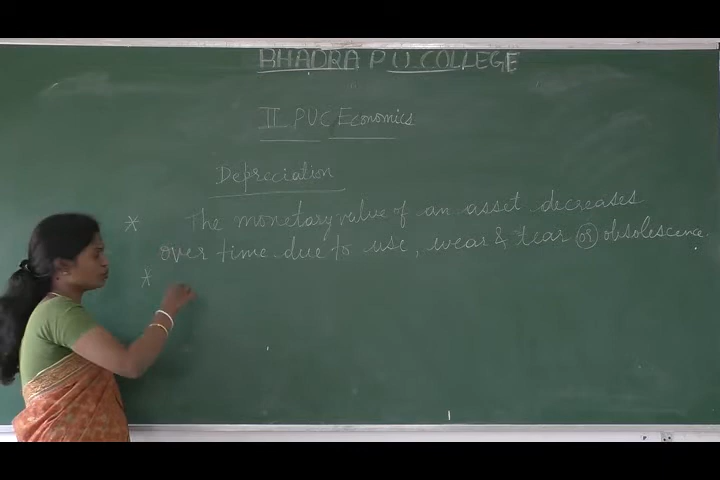 BHADRA P U COLLEGE
II PUC Economics
Depreciation
* The monetary value of an asset decreases
over time due to use, wear & tear or obsolescence.
*